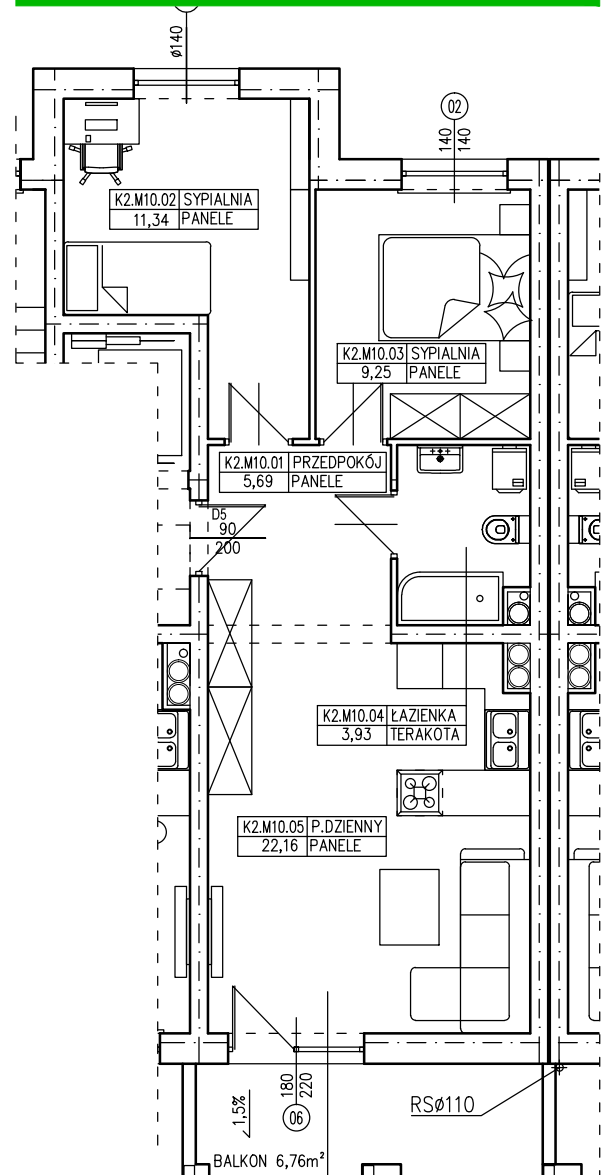 ø140
02
140
140
K2.M10.02 SYPIALNIA
11,34 PANELE
K2.M10.03 SYPIALNIA
9,25 PANELE
K2.M10.01 PRZEDPOKÓJ
5,69 PANELE
D5
90
200
K2.M10.04 ŁAZIENKA
3,93 TERAKOTA
K2.M10.05 P.DZIENNY
22,16 PANELE
180
220
06
1,5%
RSø110
BALKON 6,76m²